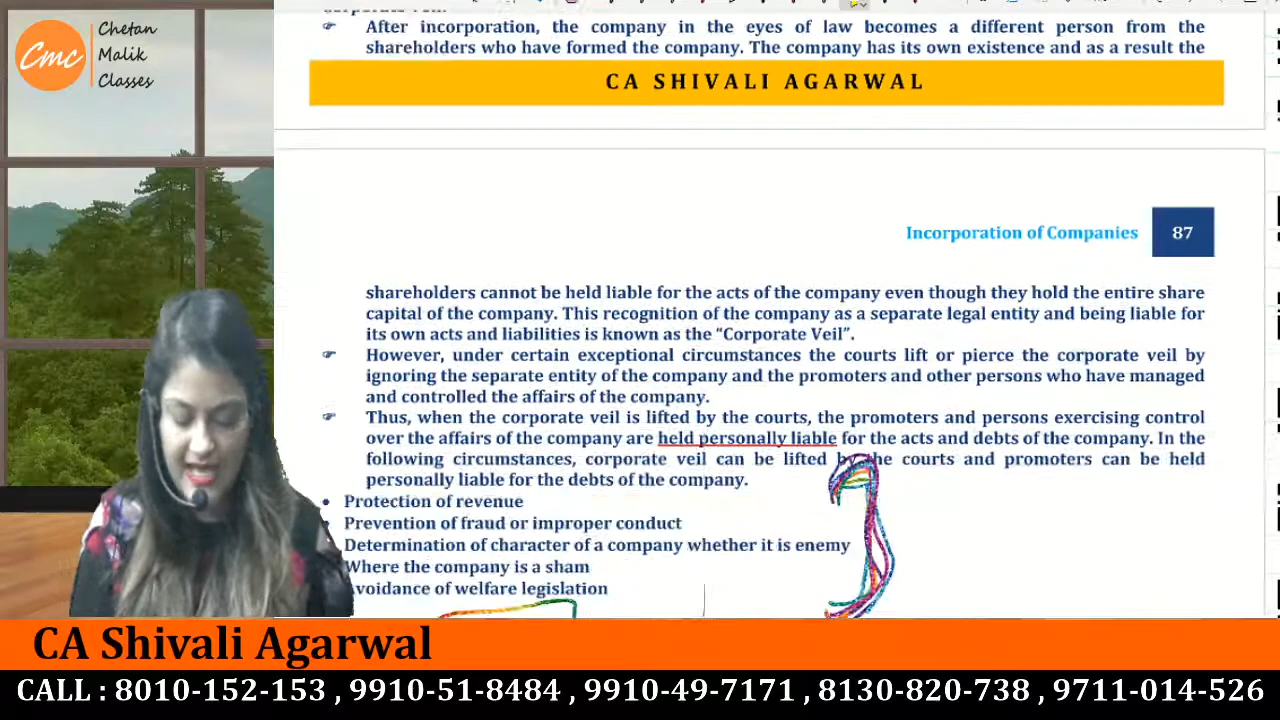 Cmc
Chetan
Malik
Classes
After incorporation, the company in the eyes of law becomes a different person from the
shareholders who have formed the company. The company has its own existence and as a result the
CA SHIVALI AGARWAL
Incorporation of Companies 87
shareholders cannot be held liable for the acts of the company even though they hold the entire share
capital of the company. This recognition of the company as a separate legal entity and being liable for
its own acts and liabilities is known as the “Corporate Veil”.
However, under certain exceptional circumstances the courts lift or pierce the corporate veil by
ignoring the separate entity of the company and the promoters and other persons who have managed
and controlled the affairs of the company.
Thus, when the corporate veil is lifted by the courts, the promoters and persons exercising control
over the affairs of the company are held personally liable for the acts and debts of the company. In the
following circumstances, corporate veil can be lifted by the courts and promoters can be held
personally liable for the debts of the company.
• Protection of revenue
• Prevention of fraud or improper conduct
Determination of character of a company whether it is enemy
Where the company is a sham
voidance of welfare legislation
CA Shivali Agarwal
CALL : 8010-152-153 , 9910-51-8484 , 9910-49-7171 , 8130-820-738 , 9711-014-526